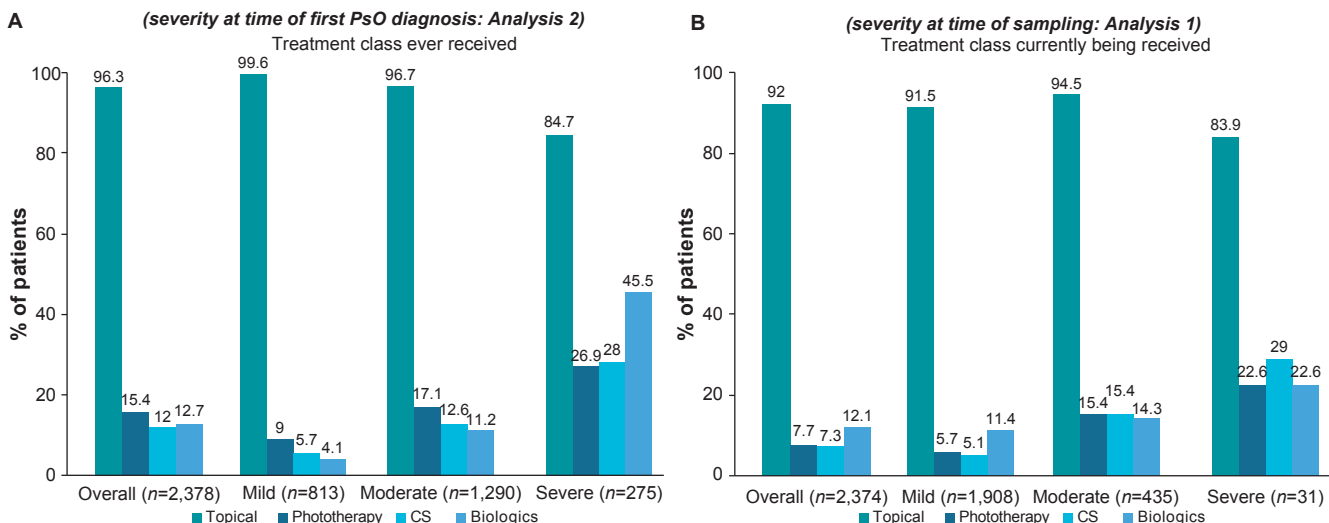 A
(severity at time of first PsO diagnosis: Analysis 2)
Treatment class ever received
% of patients
100
80
60
40
20
0
96.3
15.4
12
12.7
99.6
9
5.7
4.1
96.7
17.1
12.6
11.2
84.7
26.9
28
45.5
Overall (n=2,378)
Mild (n=813)
Moderate (n=1,290)
Severe (n=275)
Topical
Phototherapy
CS
Biologics
B
(severity at time of sampling: Analysis 1)
Treatment class currently being received
% of patients
100
80
60
40
20
0
92
7.7
7.3
12.1
91.5
5.7
5.1
11.4
94.5
15.4
15.4
14.3
83.9
22.6
29
22.6
Overall (n=2,374)
Mild (n=1,908)
Moderate (n=435)
Severe (n=31)
Topical
Phototherapy
CS
Biologics